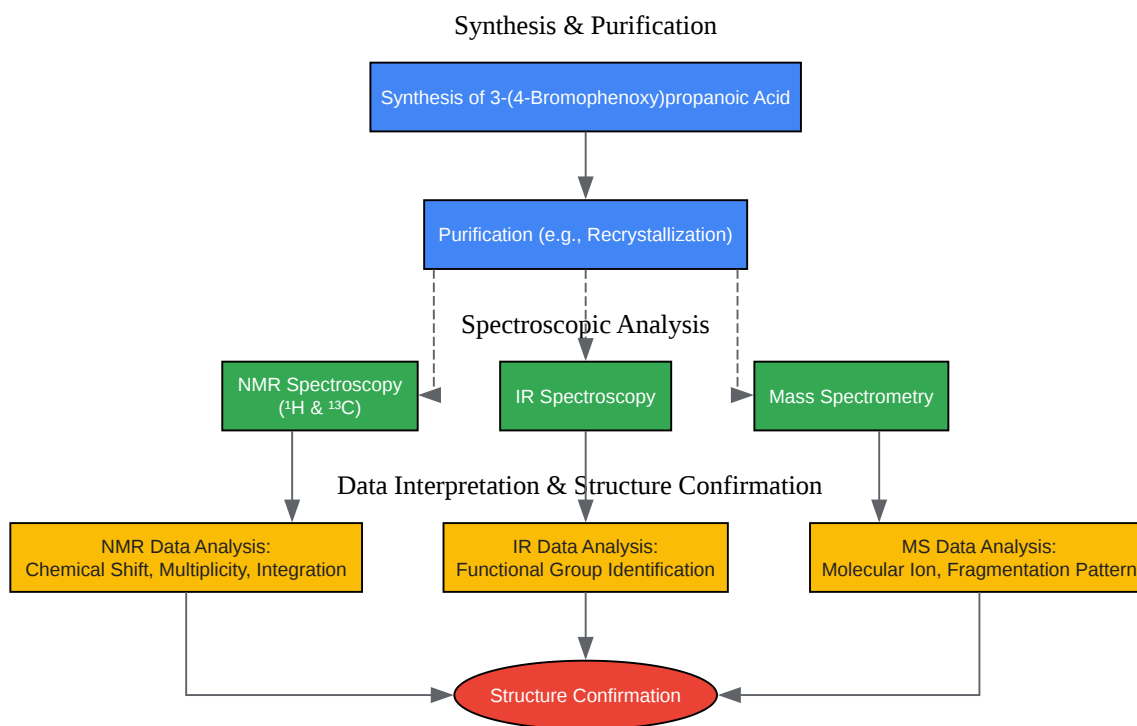 Synthesis & Purification
Synthesis of 3-(4-Bromophenoxy)propanoic Acid
Purification (e.g., Recrystallization)
Spectroscopic Analysis
NMR Spectroscopy
(¹H & ¹³C)
IR Spectroscopy
Mass Spectrometry
Data Interpretation & Structure Confirmation
NMR Data Analysis:
Chemical Shift, Multiplicity, Integration
IR Data Analysis:
Functional Group Identification
MS Data Analysis:
Molecular Ion, Fragmentation Pattern
Structure Confirmation